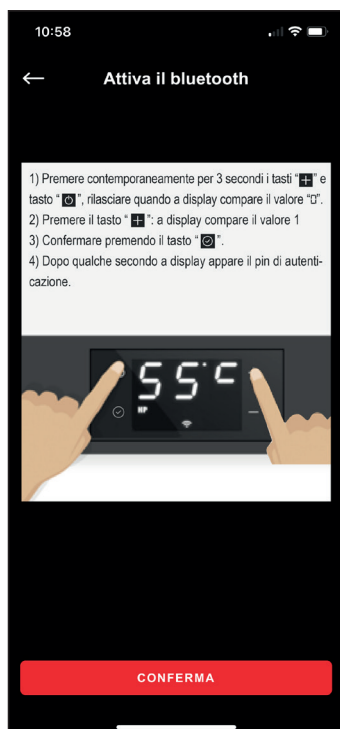 10:58
Attiva il bluetooth
1) Premere contemporaneamente per 3 secondi i tasti “+” e
tasto “⏻”, rilasciare quando a display compare il valore “0”.
2) Premere il tasto “+”: a display compare il valore 1
3) Confermare premendo il tasto “✓”.
4) Dopo qualche secondo a display appare il pin di autenti-
cazione.
55°C
HP
CONFERMA